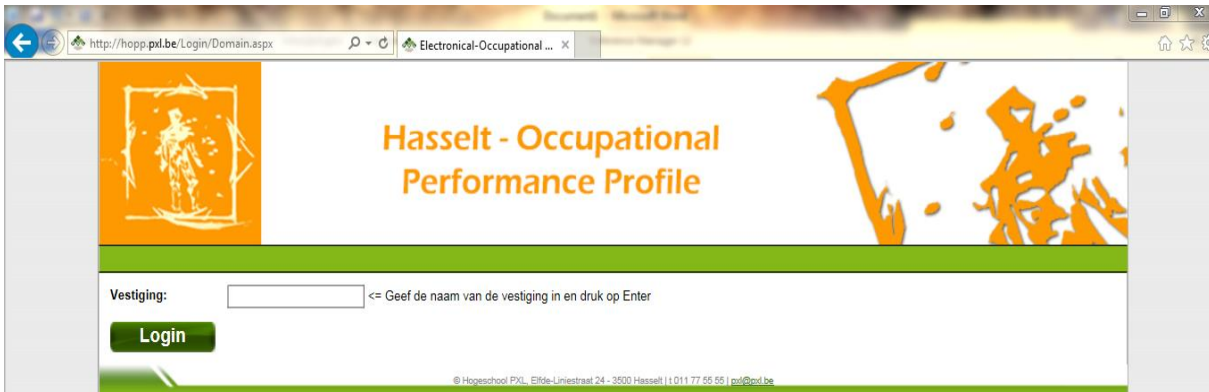 http://hopp.pxl.be/Login/Domain.aspx
Electronical-Occupational ...
Hasselt - Occupational
Performance Profile
Vestiging:
<= Geef de naam van de vestiging in en druk op Enter
Login
© Hogeschool PXL, Elfde-Liniestraat 24 - 3500 Hasselt | t 011 77 55 55 | pxl@pxl.be